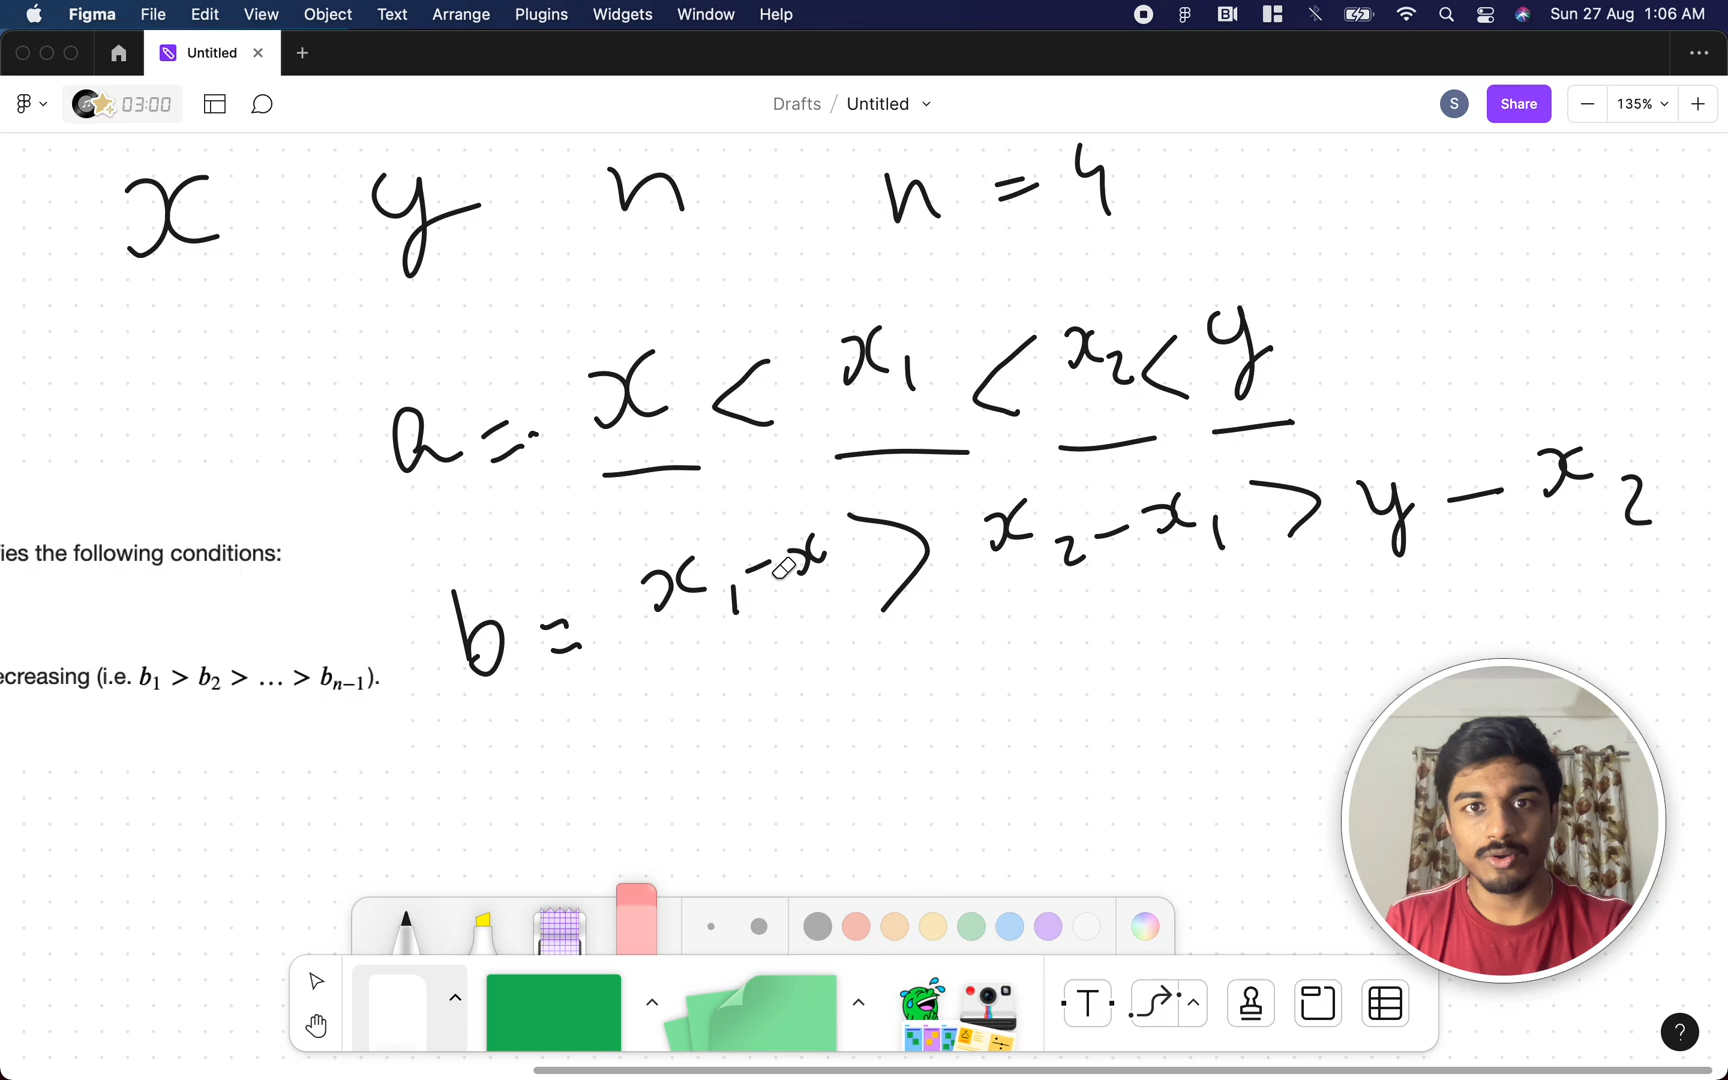 Figma File Edit View Object Text Arrange Plugins Widgets Window Help Sun 27 Aug 1:06 AM
Untitled
03:00 Drafts / Untitled S Share 135%
x y n n = 4
a = x < x₁ < x₂ < y
b = x₁ - x > x₂ - x₁ > y - x₂
fies the following conditions:
ecreasing (i.e. b₁ > b₂ > … > bₙ₋₁).
T
?